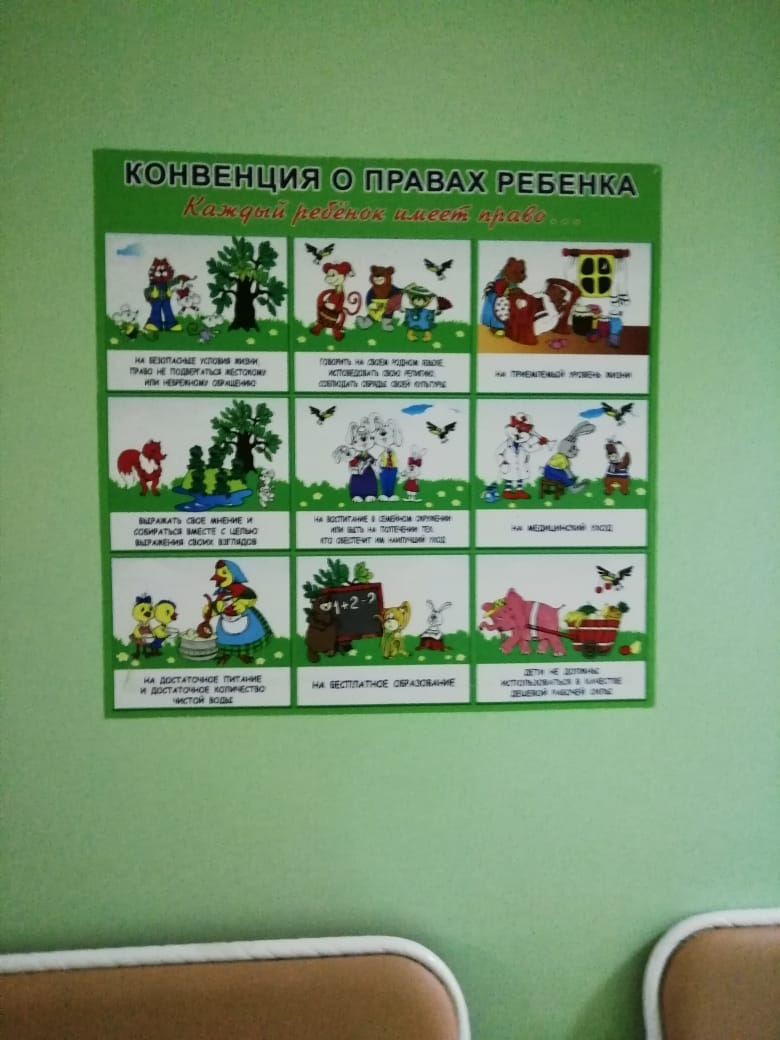 КОНВЕНЦИЯ О ПРАВАХ РЕБЕНКА
Каждый ребёнок имеет право...
НА БЕЗОПАСНЫЕ УСЛОВИЯ ЖИЗНИ,
ПРАВО НЕ ПОДВЕРГАТЬСЯ ЖЕСТОКОМУ
ИЛИ НЕБРЕЖНОМУ ОБРАЩЕНИЮ
ГОВОРИТЬ НА СВОЕМ РОДНОМ ЯЗЫКЕ,
ИСПОВЕДОВАТЬ СВОЮ РЕЛИГИЮ,
СОБЛЮДАТЬ ОБРЯДЫ СВОЕЙ КУЛЬТУРЫ
НА ПРИЕМЛЕМЫЙ УРОВЕНЬ ЖИЗНИ
ВЫРАЖАТЬ СВОЕ МНЕНИЕ И
СОБИРАТЬСЯ ВМЕСТЕ С ЦЕЛЬЮ
ВЫРАЖЕНИЯ СВОИХ ВЗГЛЯДОВ
НА ВОСПИТАНИЕ В СЕМЕЙНОМ ОКРУЖЕНИИ
ИЛИ БЫТЬ НА ПОПЕЧЕНИИ ТЕХ,
КТО ОБЕСПЕЧИТ ИМ НАИЛУЧШИЙ УХОД
НА МЕДИЦИНСКИЙ УХОД
НА ДОСТАТОЧНОЕ ПИТАНИЕ
И ДОСТАТОЧНОЕ КОЛИЧЕСТВО
ЧИСТОЙ ВОДЫ
1+2=?
НА БЕСПЛАТНОЕ ОБРАЗОВАНИЕ
ДЕТИ НЕ ДОЛЖНЫ
ИСПОЛЬЗОВАТЬСЯ В КАЧЕСТВЕ
ДЕШЕВОЙ РАБОЧЕЙ СИЛЫ